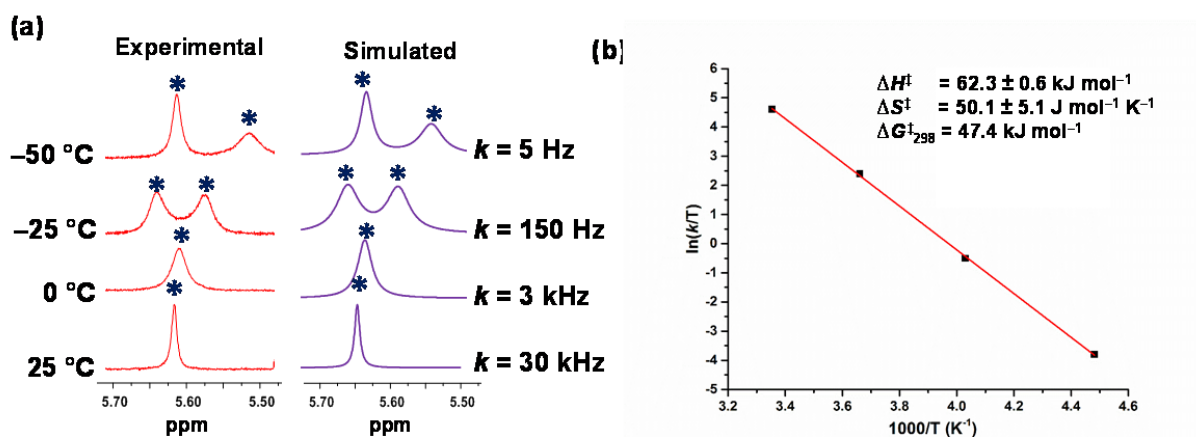 (a)
Experimental
Simulated
* * * *
–50 °C
k = 5 Hz
* * * *
–25 °C
k = 150 Hz
* *
0 °C
k = 3 kHz
* *
25 °C
k = 30 kHz
5.70 5.60 5.50
5.70 5.60 5.50
ppm
ppm
(b)
ΔH‡ = 62.3 ± 0.6 kJ mol⁻¹
ΔS‡ = 50.1 ± 5.1 J mol⁻¹ K⁻¹
ΔG‡₂₉₈ = 47.4 kJ mol⁻¹
ln(k/T)
6
5
4
3
2
1
0
-1
-2
-3
-4
-5
3.2 3.4 3.6 3.8 4.0 4.2 4.4 4.6
1000/T (K⁻¹)